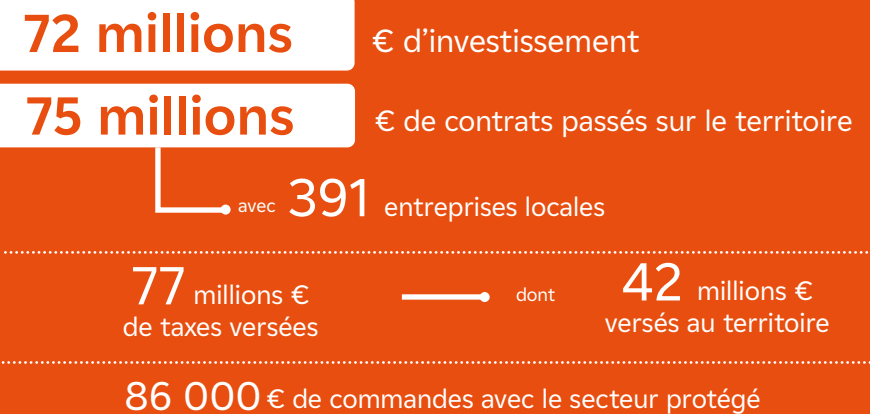 72 millions € d'investissement
75 millions € de contrats passés sur le territoire
avec 391 entreprises locales
77 millions €
de taxes versées
dont
42 millions €
versés au territoire
86 000 € de commandes avec le secteur protégé